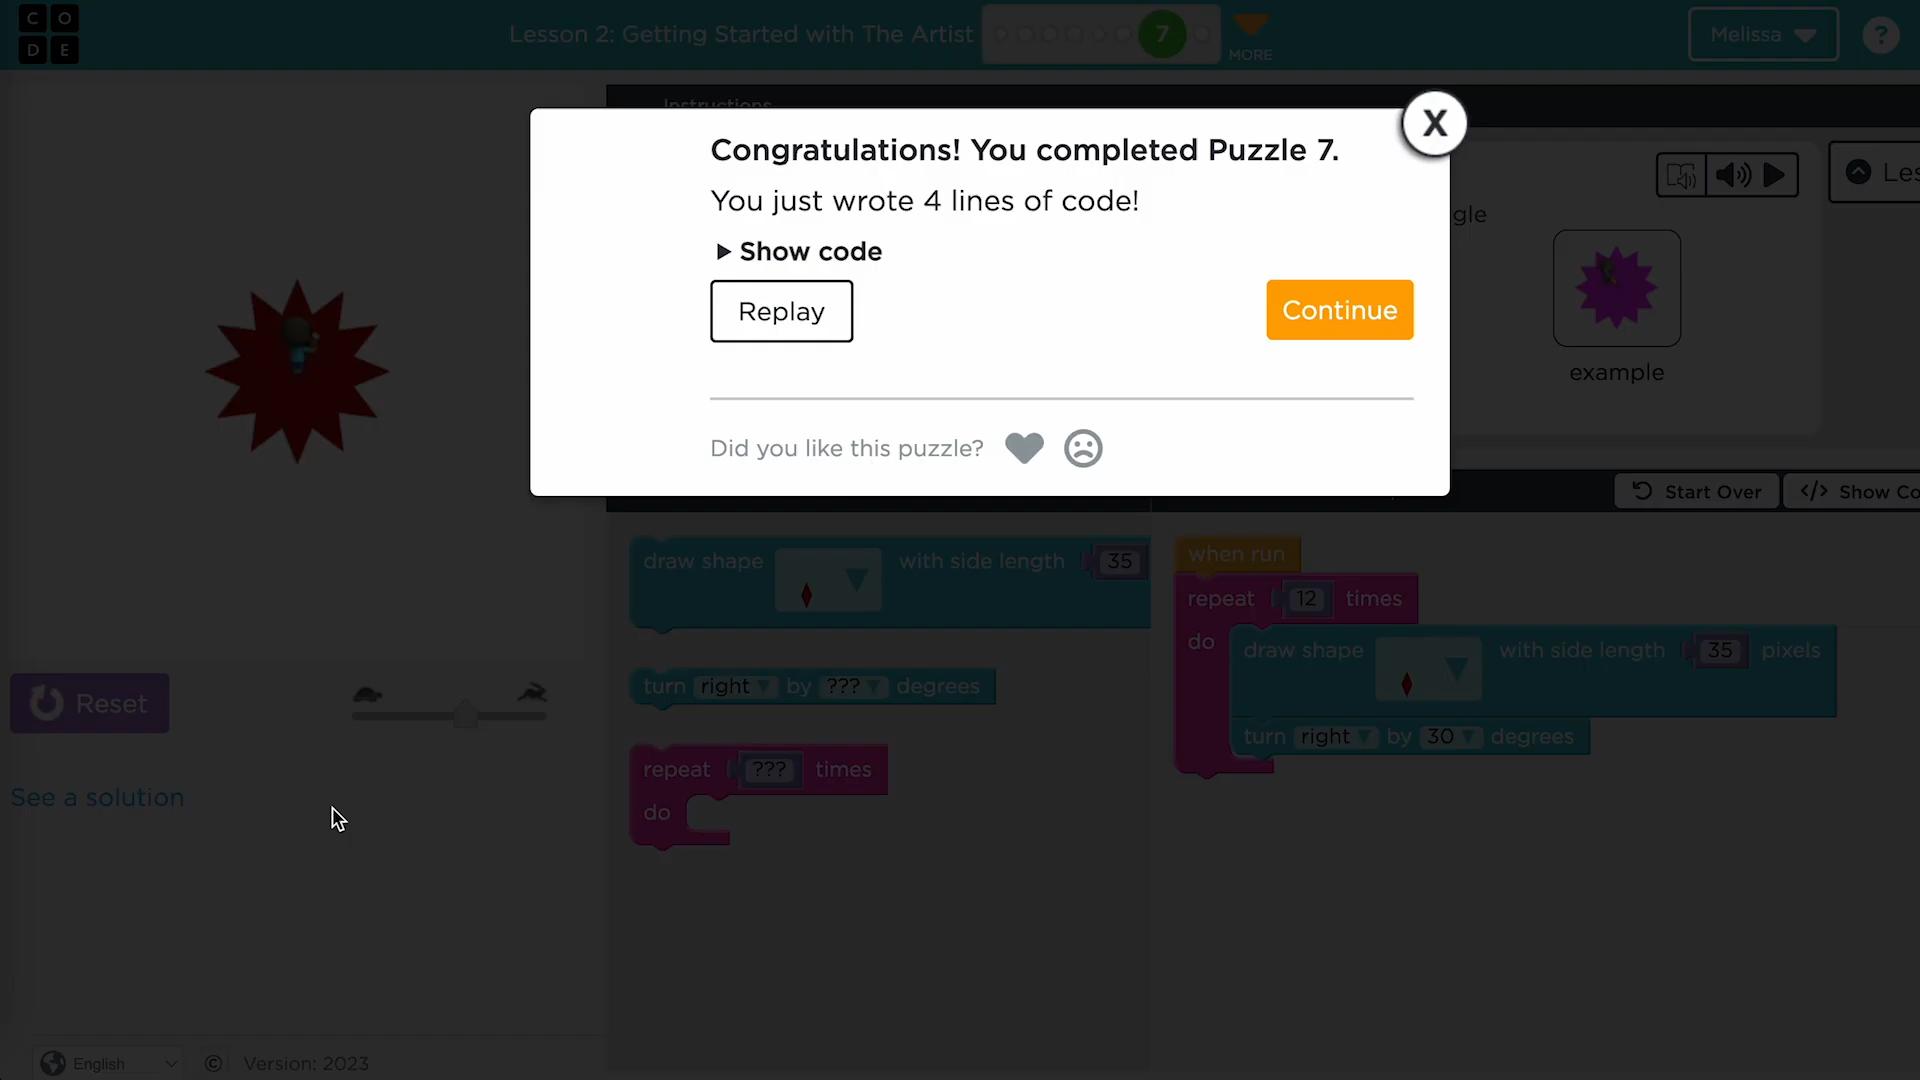 CODE
Lesson 2: Getting Started with The Artist
7
MORE
Melissa
?
Instructions
Congratulations! You completed Puzzle 7.
X
You just wrote 4 lines of code!
Show code
Replay
Continue
Did you like this puzzle?
Les
gle
example
Start Over
</> Show Co
draw shape with side length 35
turn right by ??? degrees
repeat ??? times
do
when run
repeat 12 times
do
draw shape with side length 35 pixels
turn right by 30 degrees
Reset
See a solution
English
© Version: 2023